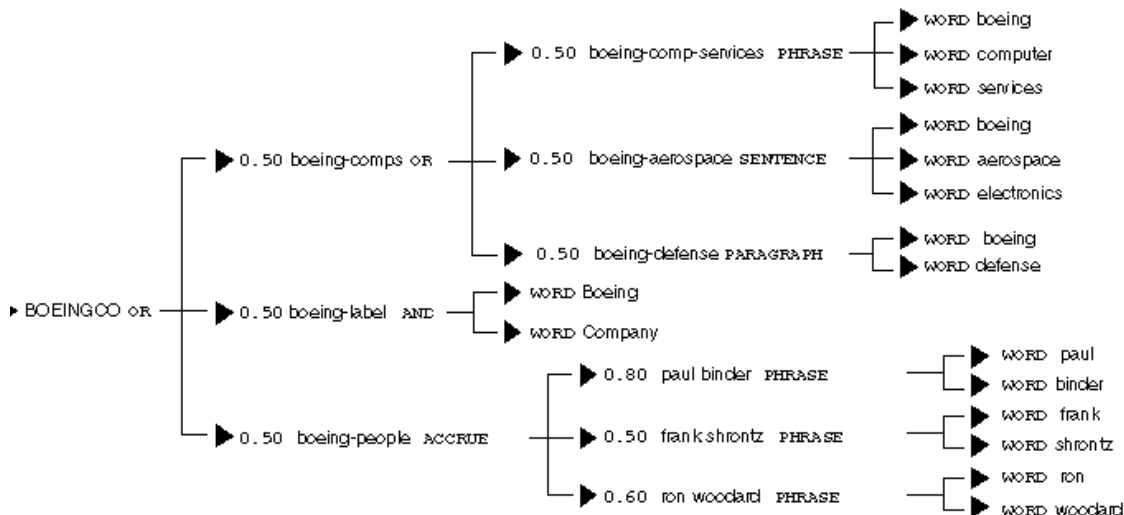 WORD boeing
0.50 boeing-comp-services PHRASE
WORD computer
WORD services
WORD boeing
0.50 boeing-comps OR
0.50 boeing-aerospace SENTENCE
WORD aerospace
WORD electronics
WORD boeing
0.50 boeing-defense PARAGRAPH
WORD defense
BOEINGCO OR
0.50 boeing-label AND
WORD Boeing
WORD Company
0.50 boeing-people ACCRUE
0.80 paul binder PHRASE
WORD paul
WORD binder
0.50 frank shrontz PHRASE
WORD frank
WORD shrontz
0.60 ron woodard PHRASE
WORD ron
WORD woodard